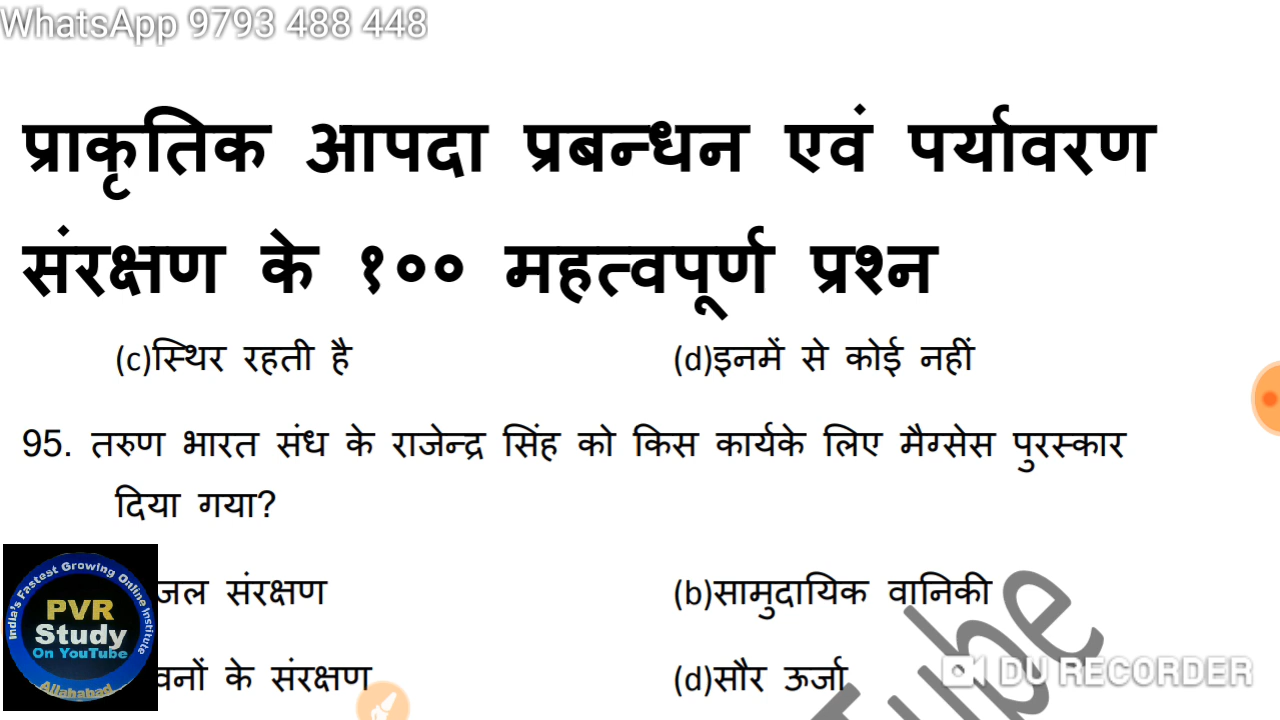 WhatsApp 9793 488 448
प्राकृतिक आपदा प्रबन्धन एवं पर्यावरण
संरक्षण के १०० महत्वपूर्ण प्रश्न
(c)स्थिर रहती है (d)इनमें से कोई नहीं
95. तरुण भारत संध के राजेन्द्र सिंह को किस कार्यके लिए मैग्सेस पुरस्कार
दिया गया?
जल संरक्षण (b)सामुदायिक वानिकी
वनों के संरक्षण (d)सौर ऊर्जा
India's Fastest Growing Online Institute
PVR
Study
On YouTube
Allahabad
Tube
DU RECORDER